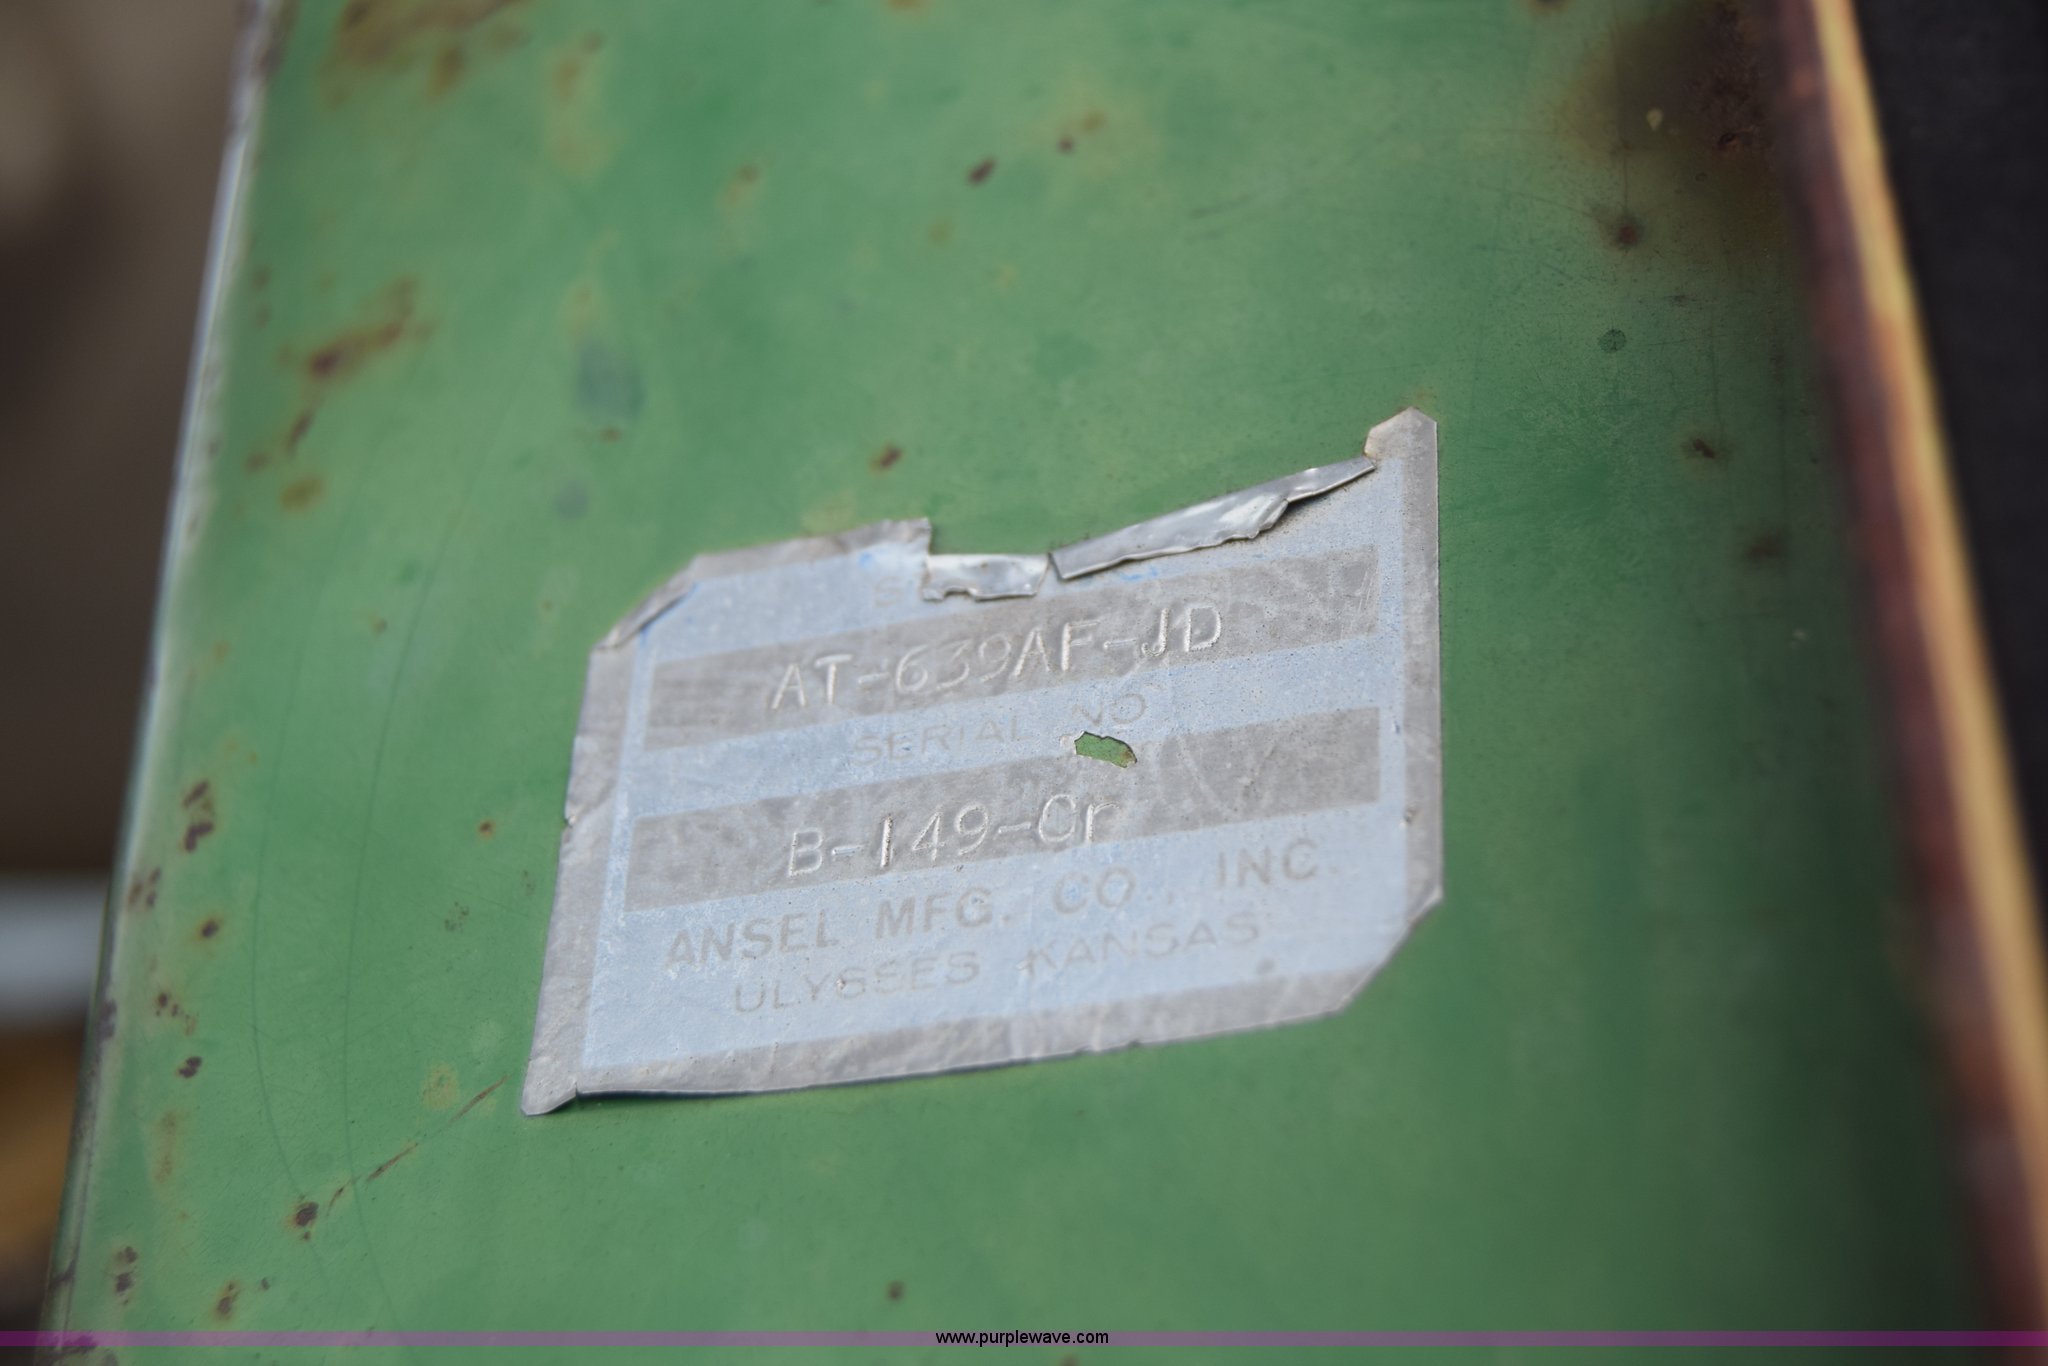 AT-639AF-JD
SERIAL NO
B-149-Cr
ANSEL MFG. CO., INC.
ULYSSES KANSAS
www.purplewave.com